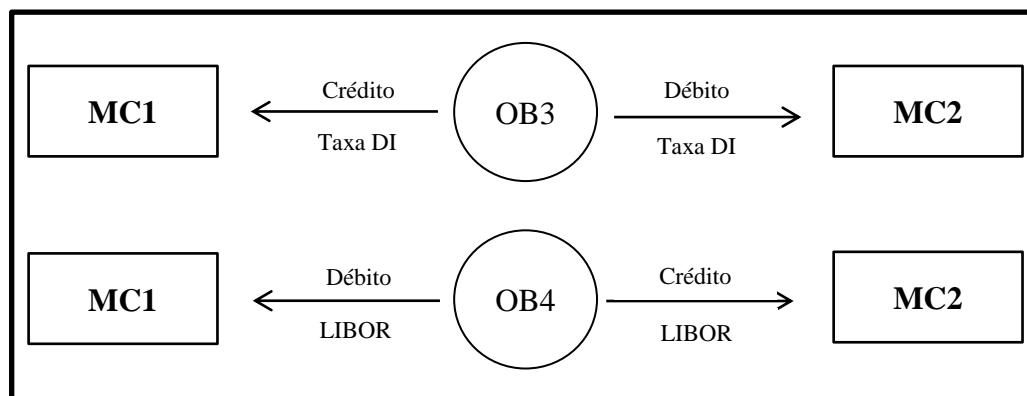 Crédito
Débito
MC1
OB3
MC2
Taxa DI
Taxa DI
Débito
Crédito
MC1
OB4
MC2
LIBOR
LIBOR